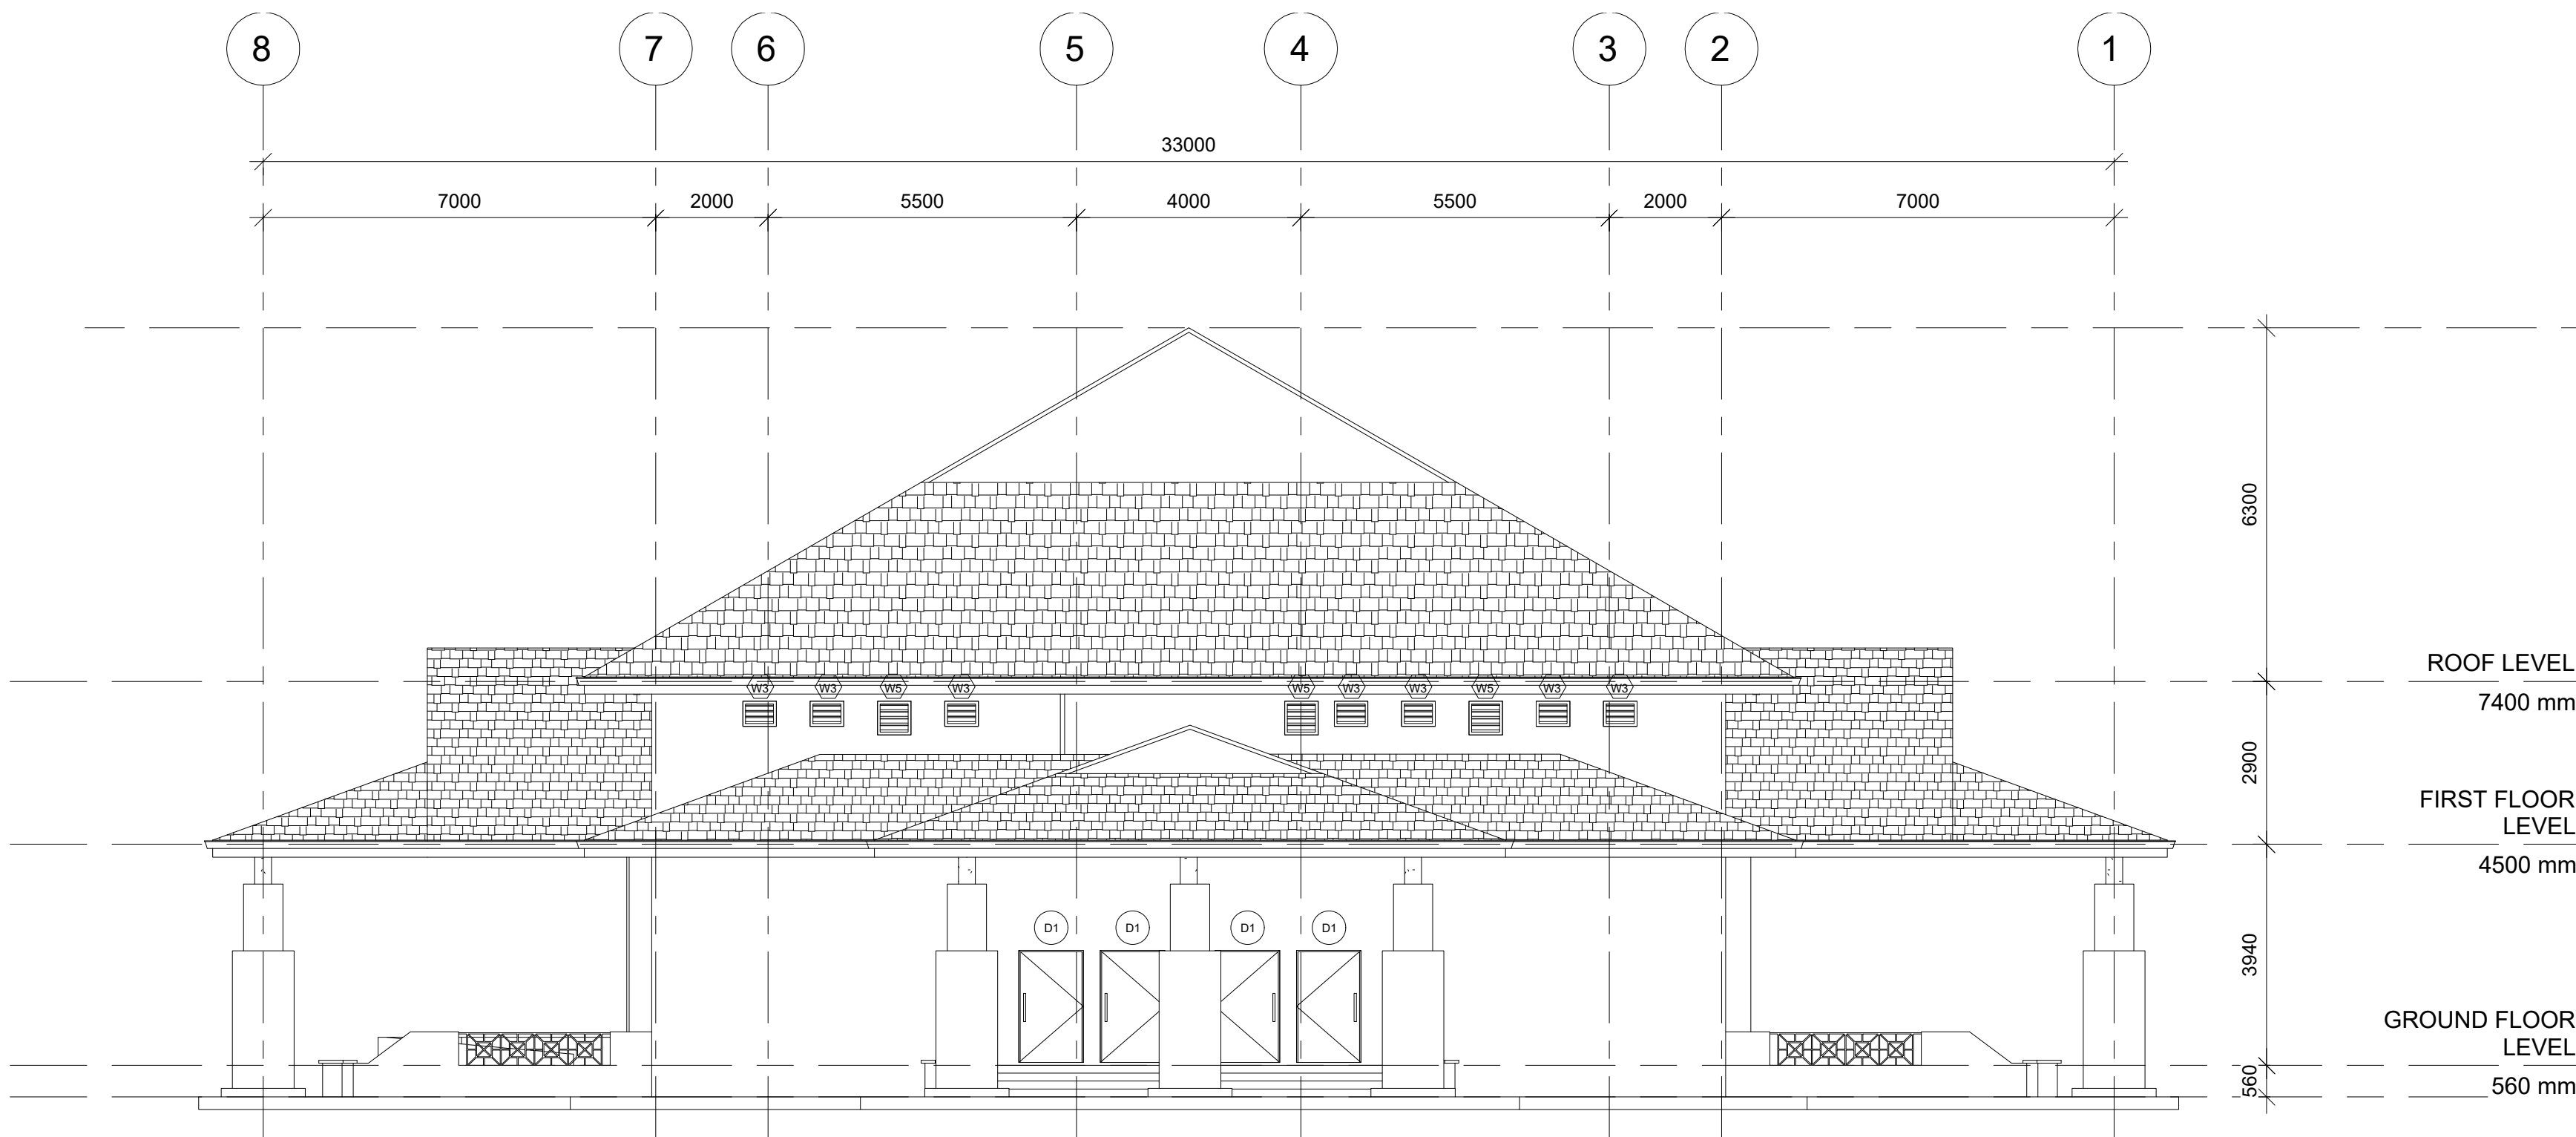 8 7 6 5 4 3 2 1
33000
7000 2000 5500 4000 5500 2000 7000
6300
ROOF LEVEL
W3 W3 W5 W3 W5 W3 W3 W5 W3 W3
7400 mm
2900
FIRST FLOOR
LEVEL
4500 mm
D1 D1 D1 D1
3940
GROUND FLOOR
LEVEL
560
560 mm